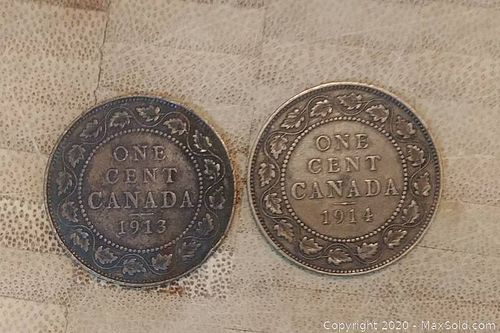 ONE
CENT
CANADA
1913
ONE
CENT
CANADA
1914
Copyright 2020 - MaxSold.com